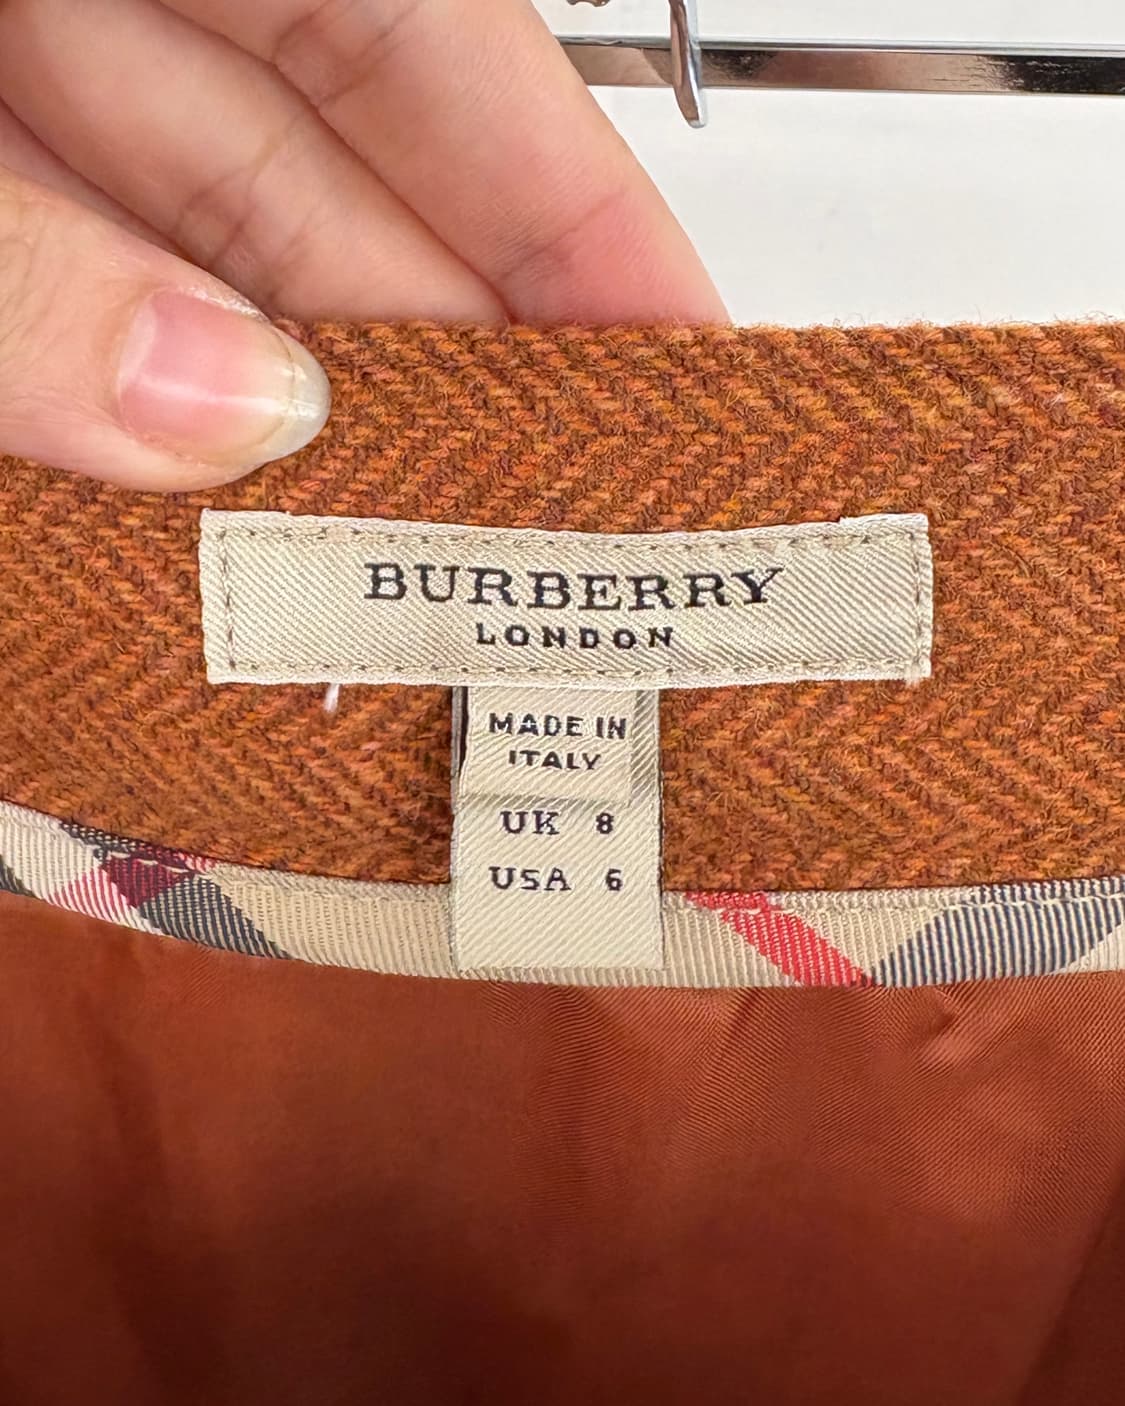 BURBERRY
LONDON
MADE IN
ITALY
UK 8
USA 6